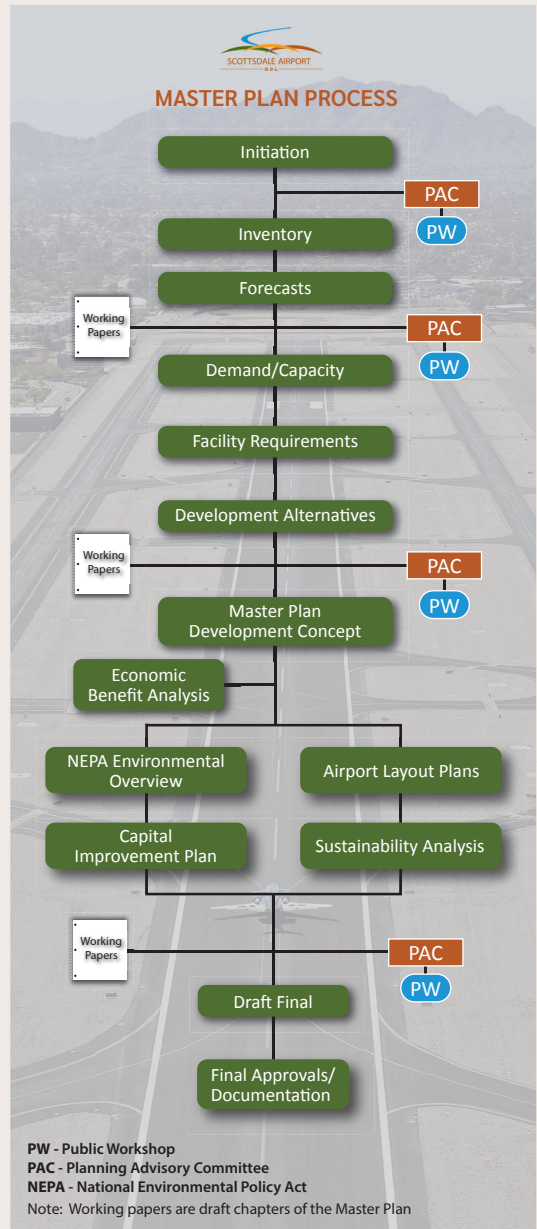 SCOTTSDALE AIRPORT
SDL
MASTER PLAN PROCESS
Initiation
PAC
PW
Inventory
Forecasts
Working
Papers
PAC
PW
Demand/Capacity
Facility Requirements
Development Alternatives
Working
Papers
PAC
PW
Master Plan
Development Concept
Economic
Benefit Analysis
NEPA Environmental
Overview
Airport Layout Plans
Capital
Improvement Plan
Sustainability Analysis
Working
Papers
PAC
PW
Draft Final
Final Approvals/
Documentation
PW - Public Workshop
PAC - Planning Advisory Committee
NEPA - National Environmental Policy Act
Note: Working papers are draft chapters of the Master Plan